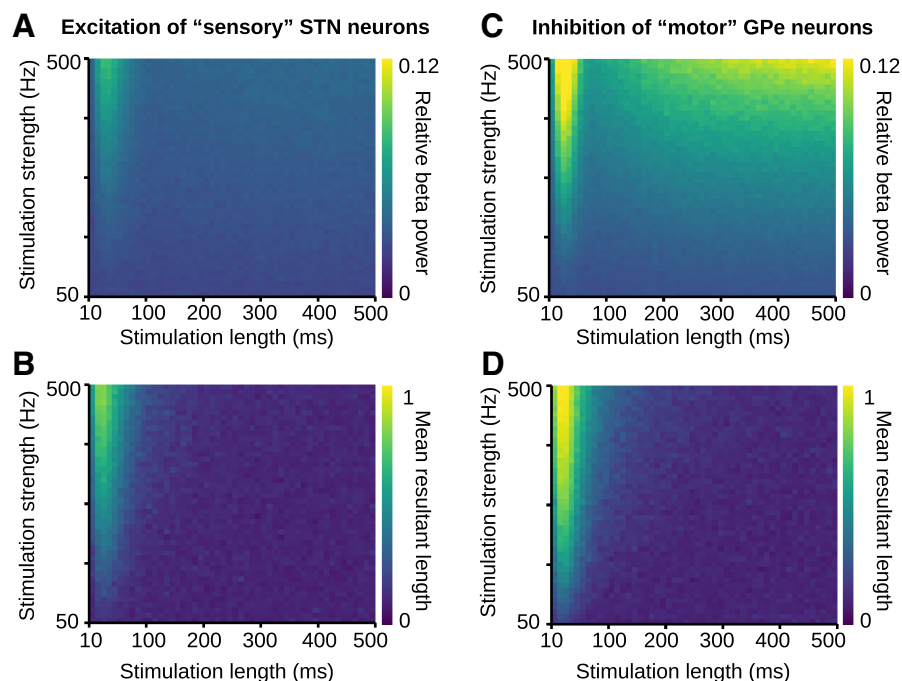 A
Excitation of “sensory” STN neurons
500
50
Stimulation strength (Hz)
10 100 200 300 400 500
Stimulation length (ms)
0.12
0
Relative beta power
C
Inhibition of “motor” GPe neurons
500
50
Stimulation strength (Hz)
10 100 200 300 400 500
Stimulation length (ms)
0.12
0
Relative beta power
B
500
50
Stimulation strength (Hz)
10 100 200 300 400 500
Stimulation length (ms)
1
0
Mean resultant length
D
500
50
Stimulation strength (Hz)
10 100 200 300 400 500
Stimulation length (ms)
1
0
Mean resultant length